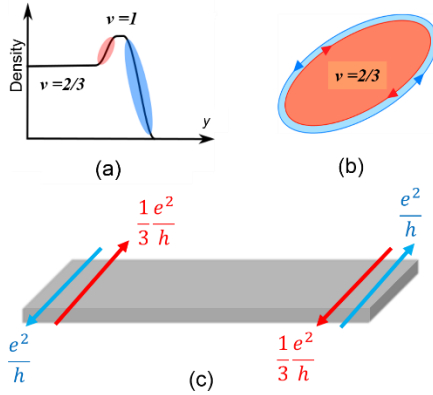 ν=1
Density
ν=2/3
y
(a)
ν=2/3
(b)
1/3 e²/h
e²/h
e²/h
1/3 e²/h
(c)